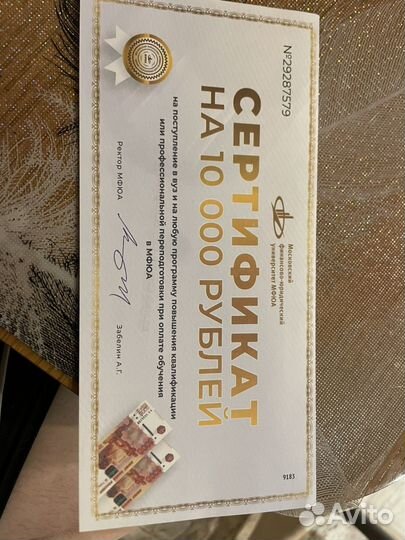 №29287579
Московский
финансово-юридический
университет МФЮА
СЕРТИФИКАТ
НА 10 000 РУБЛЕЙ
на поступление в вуз и на любую программу повышения квалификации
или профессиональной переподготовки при оплате обучения
в МФЮА
Ректор МФЮА
Забелин А.Г.
9183
Avito